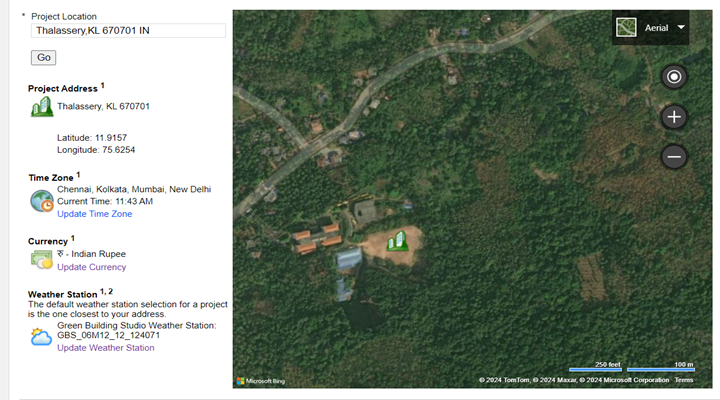 * Project Location
Thalassery,KL 670701 IN
Go
Project Address 1
Thalassery, KL 670701
Latitude: 11.9157
Longitude: 75.6254
Time Zone 1
Chennai, Kolkata, Mumbai, New Delhi
Current Time: 11:43 AM
Update Time Zone
Currency 1
रु - Indian Rupee
Update Currency
Weather Station 1, 2
The default weather station selection for a project
is the one closest to your address.
Green Building Studio Weather Station:
GBS_06M12_12_124071
Update Weather Station
Aerial
250 feet
100 m
Microsoft Bing
© 2024 TomTom, © 2024 Maxar, © 2024 Microsoft Corporation Terms